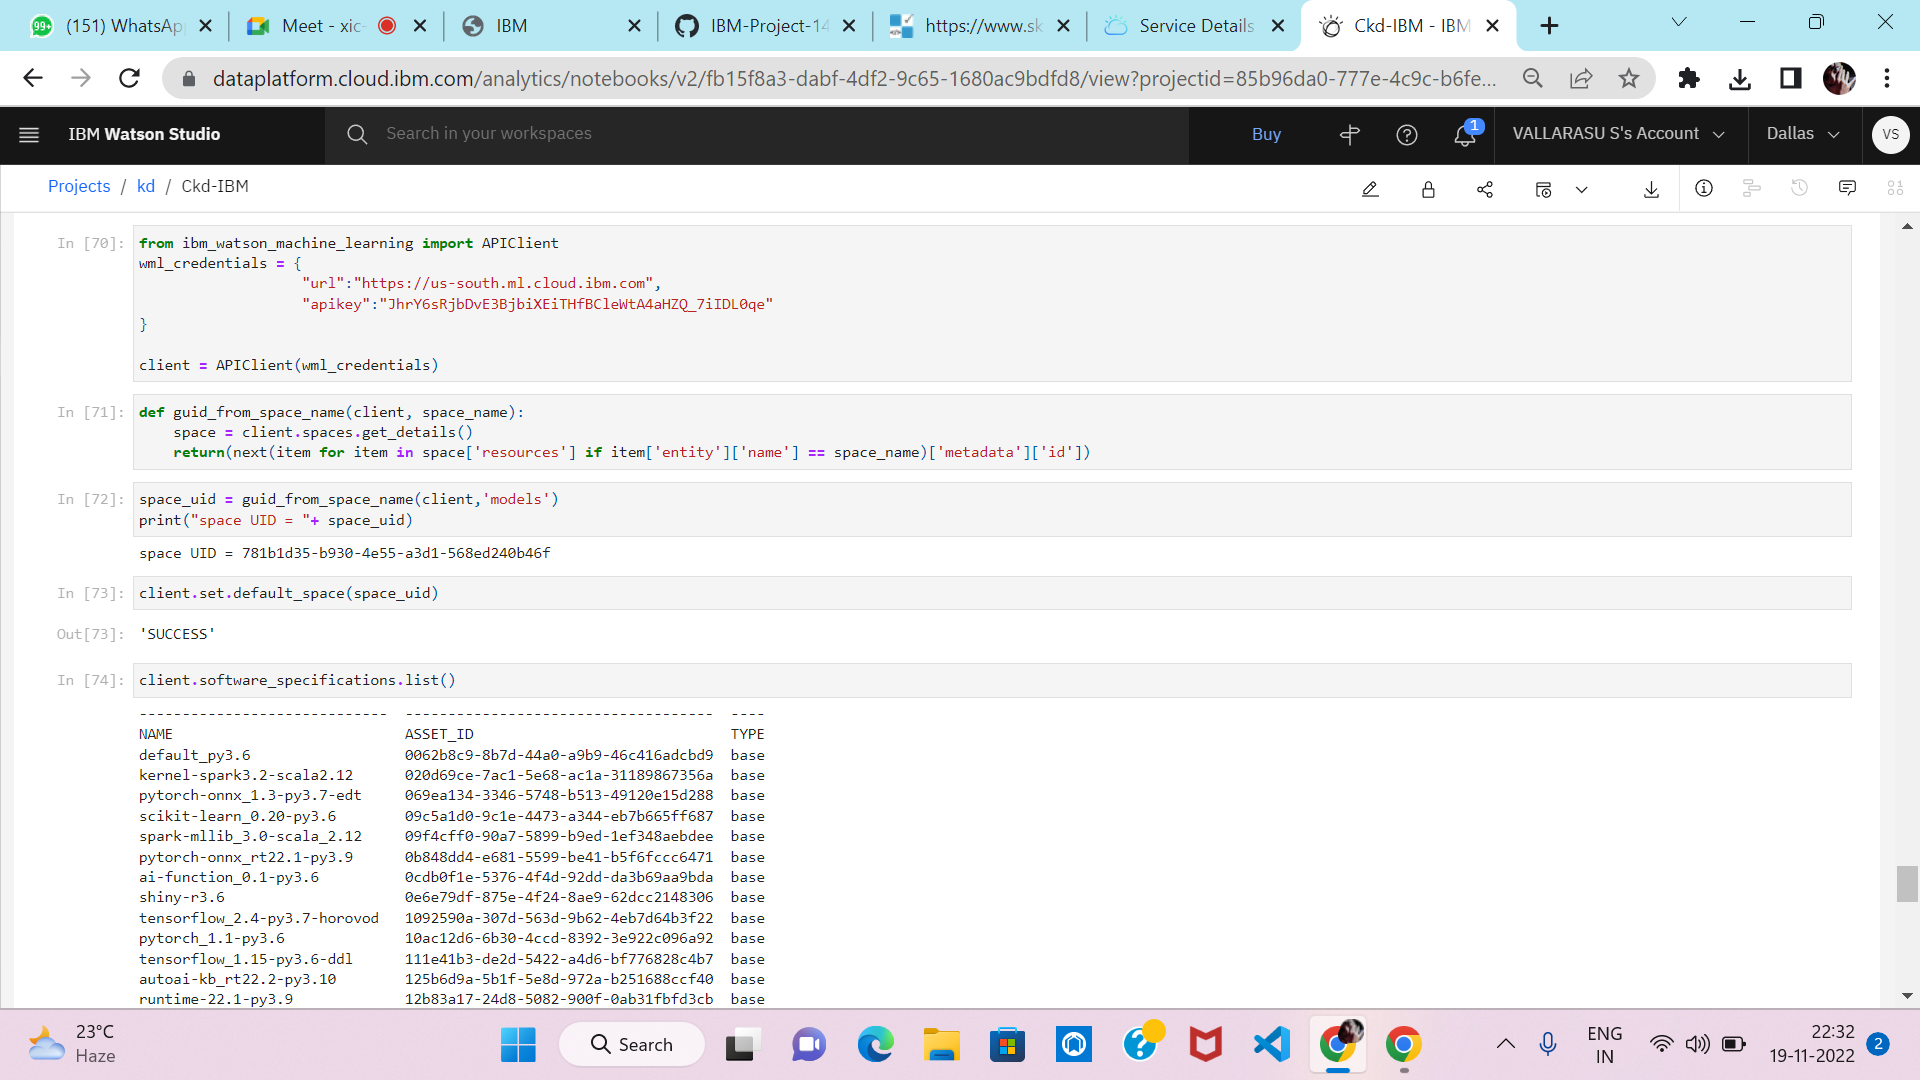 (151) WhatsApp
Meet - xic-
IBM
IBM-Project-14
https://www.sk
Service Details
Ckd-IBM - IBM
dataplatform.cloud.ibm.com/analytics/notebooks/v2/fb15f8a3-dabf-4df2-9c65-1680ac9bdfd8/view?projectid=85b96da0-777e-4c9c-b6fe...
IBM Watson Studio
Search in your workspaces
Buy
1
VALLARASU S's Account
Dallas
VS
Projects / kd / Ckd-IBM
In [70]: from ibm_watson_machine_learning import APIClient
wml_credentials = {
"url":"https://us-south.ml.cloud.ibm.com",
"apikey":"JhrY6sRjbDvE3BjbiXEiTHfBCleWtA4aHZQ_7iIDL0qe"
}
client = APIClient(wml_credentials)
In [71]: def guid_from_space_name(client, space_name):
space = client.spaces.get_details()
return(next(item for item in space['resources'] if item['entity']['name'] == space_name)['metadata']['id'])
In [72]: space_uid = guid_from_space_name(client,'models')
print("space UID = "+ space_uid)
space UID = 781b1d35-b930-4e55-a3d1-568ed240b46f
In [73]: client.set.default_space(space_uid)
Out[73]: 'SUCCESS'
In [74]: client.software_specifications.list()
----------------------------- ------------------------------------ ----
NAME ASSET_ID TYPE
default_py3.6 0062b8c9-8b7d-44a0-a9b9-46c416adcbd9 base
kernel-spark3.2-scala2.12 020d69ce-7ac1-5e68-ac1a-31189867356a base
pytorch-onnx_1.3-py3.7-edt 069ea134-3346-5748-b513-49120e15d288 base
scikit-learn_0.20-py3.6 09c5a1d0-9c1e-4473-a344-eb7b665ff687 base
spark-mllib_3.0-scala_2.12 09f4cff0-90a7-5899-b9ed-1ef348aebdee base
pytorch-onnx_rt22.1-py3.9 0b848dd4-e681-5599-be41-b5f6fccc6471 base
ai-function_0.1-py3.6 0cdb0f1e-5376-4f4d-92dd-da3b69aa9bda base
shiny-r3.6 0e6e79df-875e-4f24-8ae9-62dcc2148306 base
tensorflow_2.4-py3.7-horovod 1092590a-307d-563d-9b62-4eb7d64b3f22 base
pytorch_1.1-py3.6 10ac12d6-6b30-4ccd-8392-3e922c096a92 base
tensorflow_1.15-py3.6-ddl 111e41b3-de2d-5422-a4d6-bf776828c4b7 base
autoai-kb_rt22.2-py3.10 125b6d9a-5b1f-5e8d-972a-b251688ccf40 base
runtime-22.1-py3.9 12b83a17-24d8-5082-900f-0ab31fbfd3cb base
23°C
Haze
Search
ENG
IN
22:32
19-11-2022
2